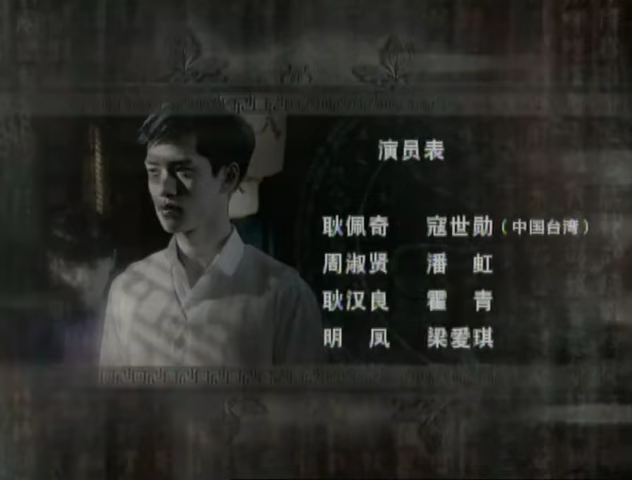 演员表
耿佩奇 寇世勋（中国台湾）
周淑贤 潘 虹
耿汉良 霍 青
明 凤 梁爱琪